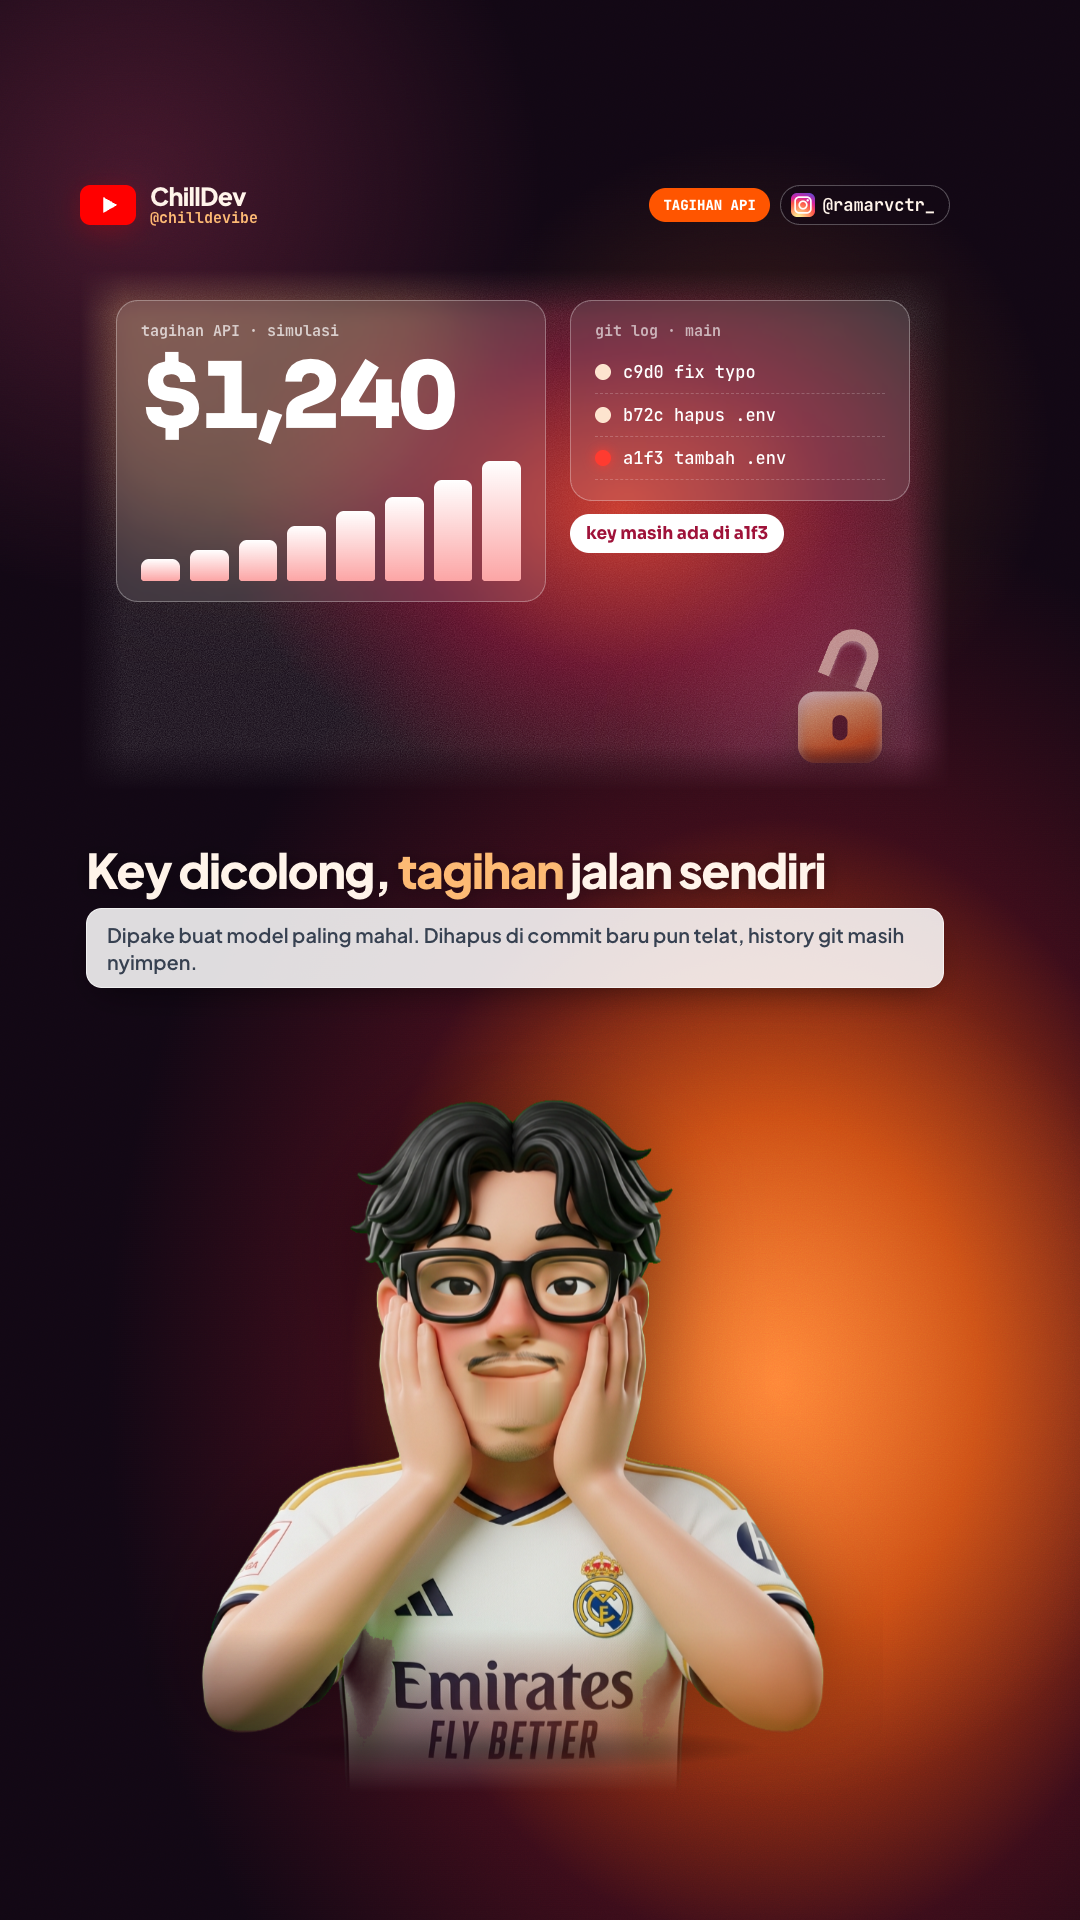 ChillDev
@chilldevibe
TAGIHAN API
@ramarvctr_
tagihan API · simulasi
$1,240
git log · main
c9d0 fix typo
b72c hapus .env
a1f3 tambah .env
key masih ada di a1f3
Key dicolong, tagihan jalan sendiri
Dipake buat model paling mahal. Dihapus di commit baru pun telat, history git masih
nyimpen.
Emirates
FLY BETTER